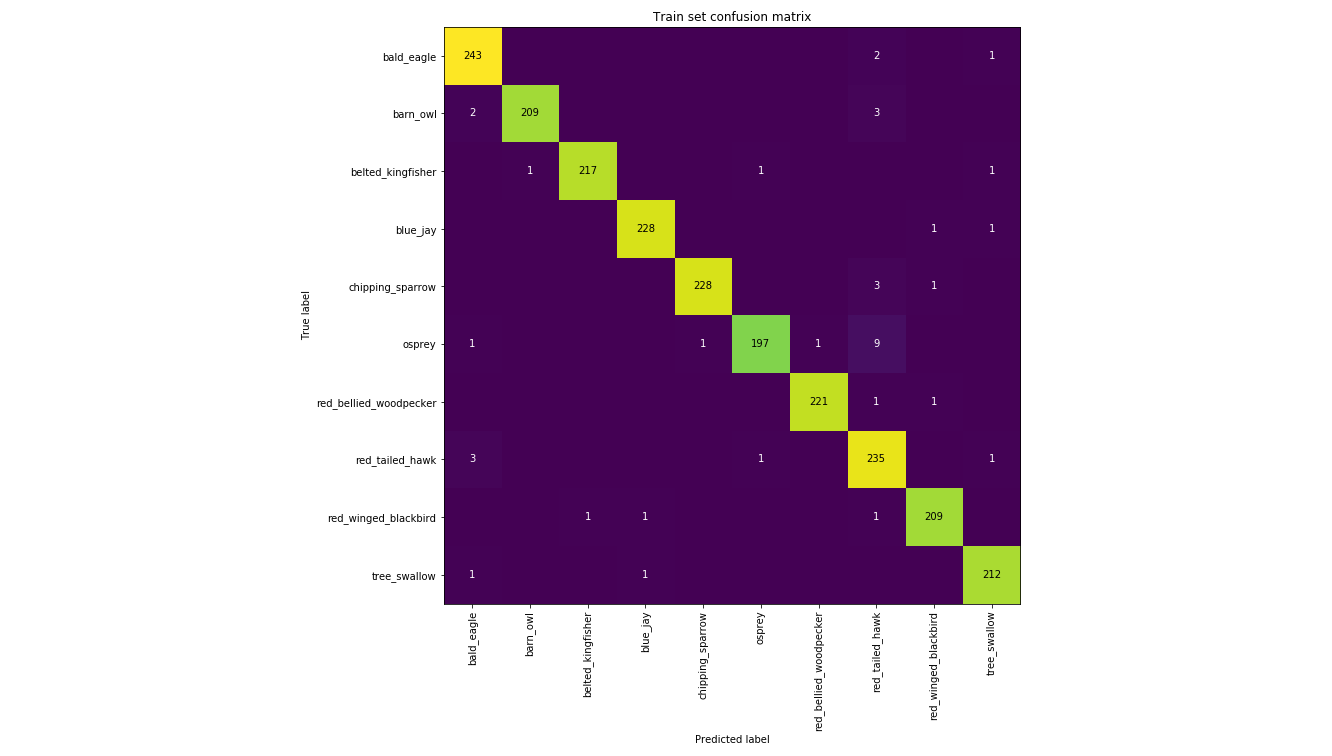 Train set confusion matrix
bald_eagle 243 2 1
barn_owl 2 209 3
belted_kingfisher 1 217 1 1
blue_jay 228 1 1
chipping_sparrow 228 3 1
True label
osprey 1 1 197 1 9
red_bellied_woodpecker 221 1 1
red_tailed_hawk 3 1 235 1
red_winged_blackbird 1 1 1 209
tree_swallow 1 1 212
bald_eagle
barn_owl
belted_kingfisher
blue_jay
chipping_sparrow
osprey
red_bellied_woodpecker
red_tailed_hawk
red_winged_blackbird
tree_swallow
Predicted label